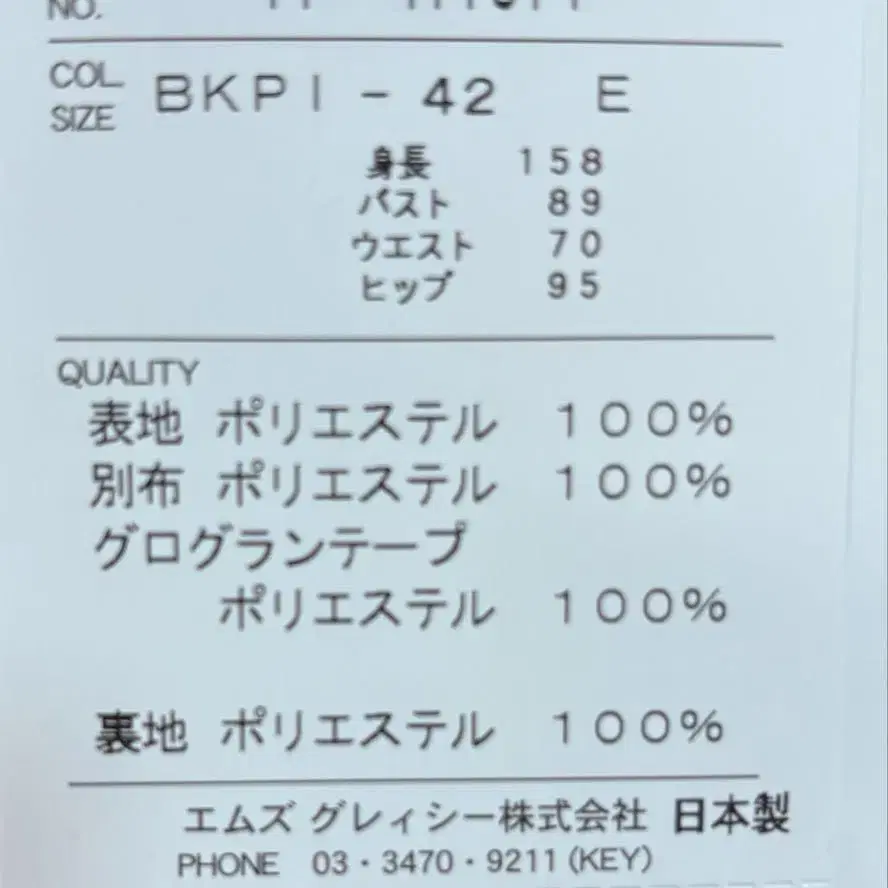 NO.
COL. BKPI - 42 E
SIZE
身長 158
バスト 89
ウエスト 70
ヒップ 95
QUALITY
表地 ポリエステル 100%
別布 ポリエステル 100%
グログランテープ
ポリエステル 100%
裏地 ポリエステル 100%
エムズ グレィシー株式会社 日本製
PHONE 03・3470・9211(KEY)